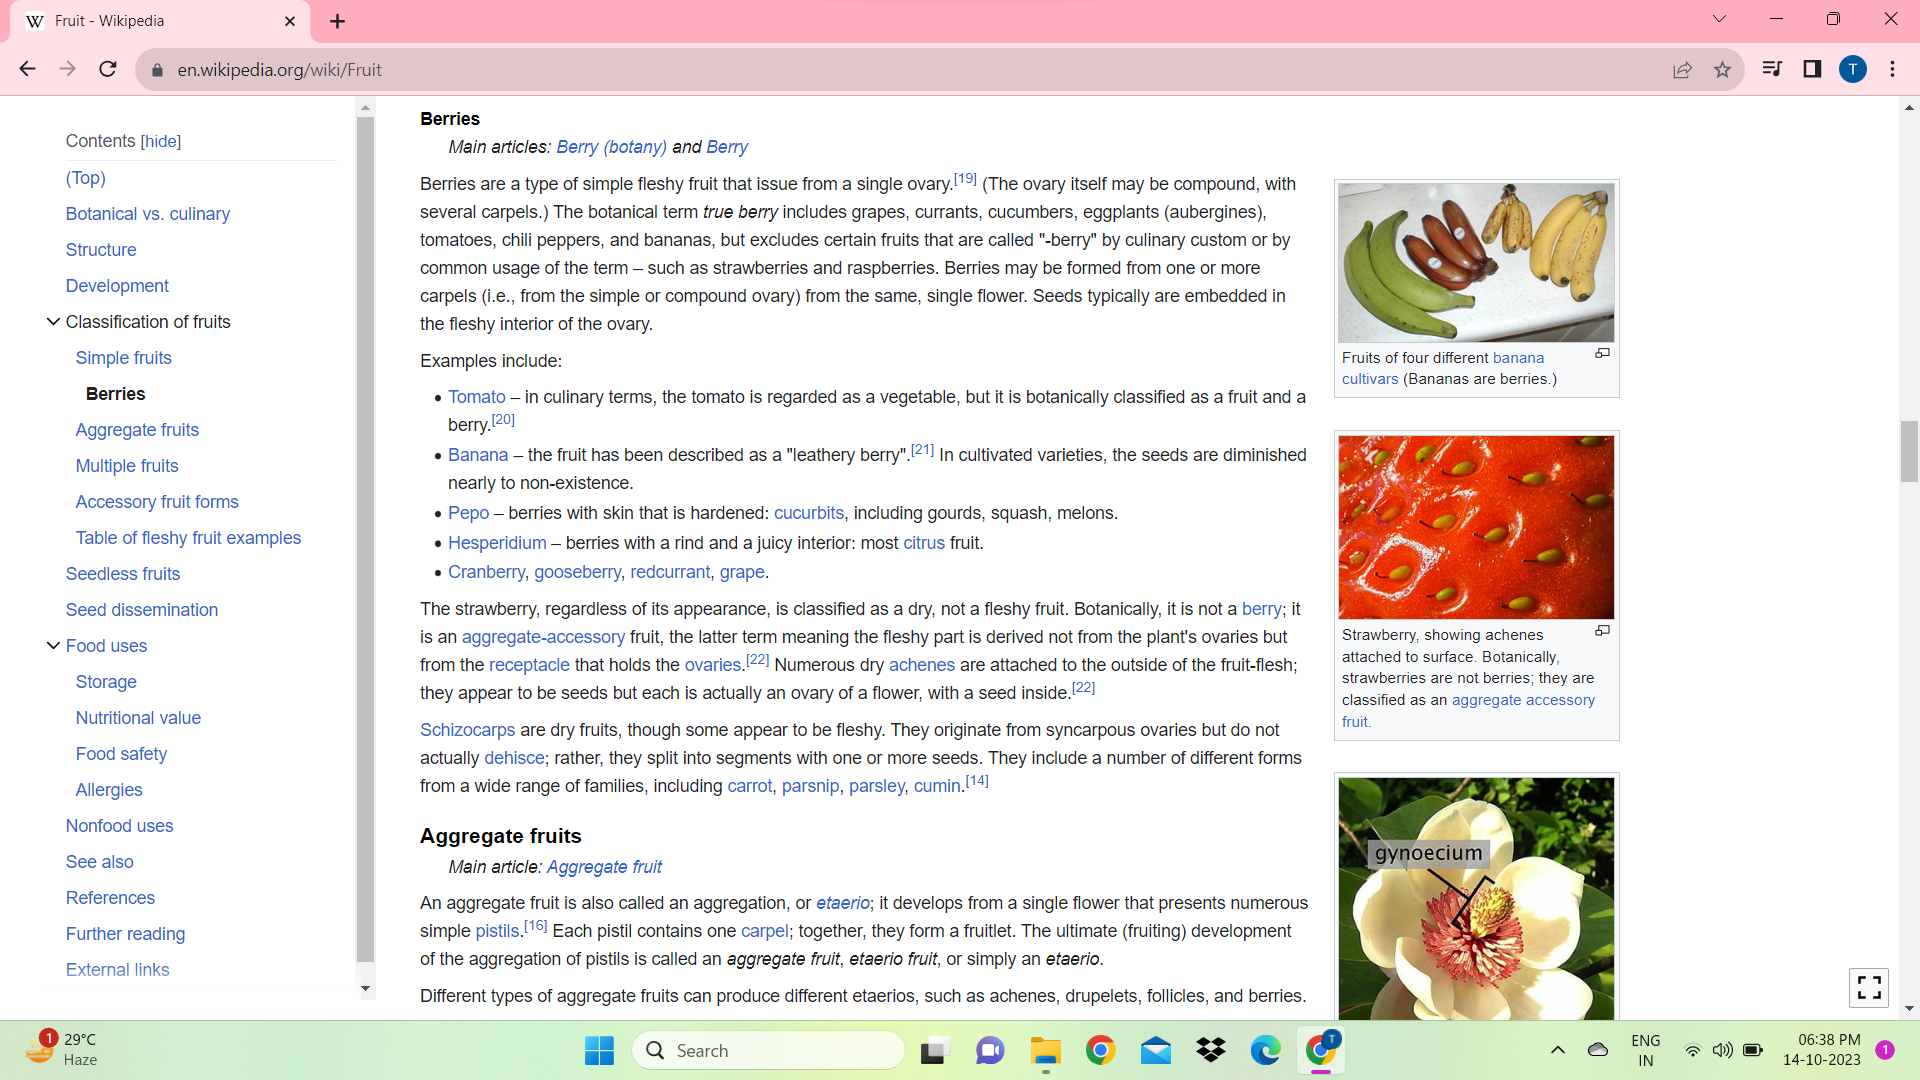 Fruit - Wikipedia
en.wikipedia.org/wiki/Fruit
T
Contents [hide]
(Top)
Botanical vs. culinary
Structure
Development
Classification of fruits
Simple fruits
Berries
Aggregate fruits
Multiple fruits
Accessory fruit forms
Table of fleshy fruit examples
Seedless fruits
Seed dissemination
Food uses
Storage
Nutritional value
Food safety
Allergies
Nonfood uses
See also
References
Further reading
External links
Berries
Main articles: Berry (botany) and Berry
Berries are a type of simple fleshy fruit that issue from a single ovary.[19] (The ovary itself may be compound, with
several carpels.) The botanical term true berry includes grapes, currants, cucumbers, eggplants (aubergines),
tomatoes, chili peppers, and bananas, but excludes certain fruits that are called "-berry" by culinary custom or by
common usage of the term – such as strawberries and raspberries. Berries may be formed from one or more
carpels (i.e., from the simple or compound ovary) from the same, single flower. Seeds typically are embedded in
the fleshy interior of the ovary.
Examples include:
• Tomato – in culinary terms, the tomato is regarded as a vegetable, but it is botanically classified as a fruit and a
berry.[20]
• Banana – the fruit has been described as a "leathery berry".[21] In cultivated varieties, the seeds are diminished
nearly to non-existence.
• Pepo – berries with skin that is hardened: cucurbits, including gourds, squash, melons.
• Hesperidium – berries with a rind and a juicy interior: most citrus fruit.
• Cranberry, gooseberry, redcurrant, grape.
The strawberry, regardless of its appearance, is classified as a dry, not a fleshy fruit. Botanically, it is not a berry; it
is an aggregate-accessory fruit, the latter term meaning the fleshy part is derived not from the plant's ovaries but
from the receptacle that holds the ovaries.[22] Numerous dry achenes are attached to the outside of the fruit-flesh;
they appear to be seeds but each is actually an ovary of a flower, with a seed inside.[22]
Schizocarps are dry fruits, though some appear to be fleshy. They originate from syncarpous ovaries but do not
actually dehisce; rather, they split into segments with one or more seeds. They include a number of different forms
from a wide range of families, including carrot, parsnip, parsley, cumin.[14]
Aggregate fruits
Main article: Aggregate fruit
An aggregate fruit is also called an aggregation, or etaerio; it develops from a single flower that presents numerous
simple pistils.[16] Each pistil contains one carpel; together, they form a fruitlet. The ultimate (fruiting) development
of the aggregation of pistils is called an aggregate fruit, etaerio fruit, or simply an etaerio.
Different types of aggregate fruits can produce different etaerios, such as achenes, drupelets, follicles, and berries.
Fruits of four different banana
cultivars (Bananas are berries.)
Strawberry, showing achenes
attached to surface. Botanically,
strawberries are not berries; they are
classified as an aggregate accessory
fruit.
gynoecium
1
29°C
Haze
Search
T
ENG
IN
06:38 PM
14-10-2023
1